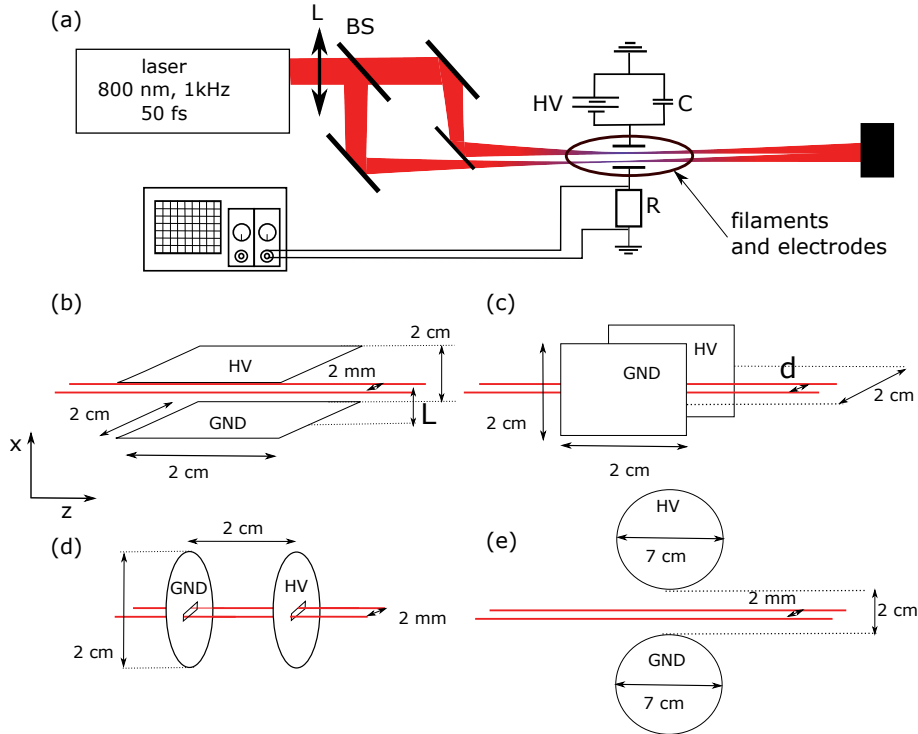 (a)
L
BS
laser
800 nm, 1kHz
50 fs
HV
C
R
filaments
and electrodes
(b)
HV
GND
2 cm
2 mm
L
2 cm
2 cm
x
z
(c)
HV
GND
d
2 cm
2 cm
2 cm
(d)
2 cm
GND
HV
2 mm
2 cm
(e)
HV
7 cm
2 mm
2 cm
GND
7 cm